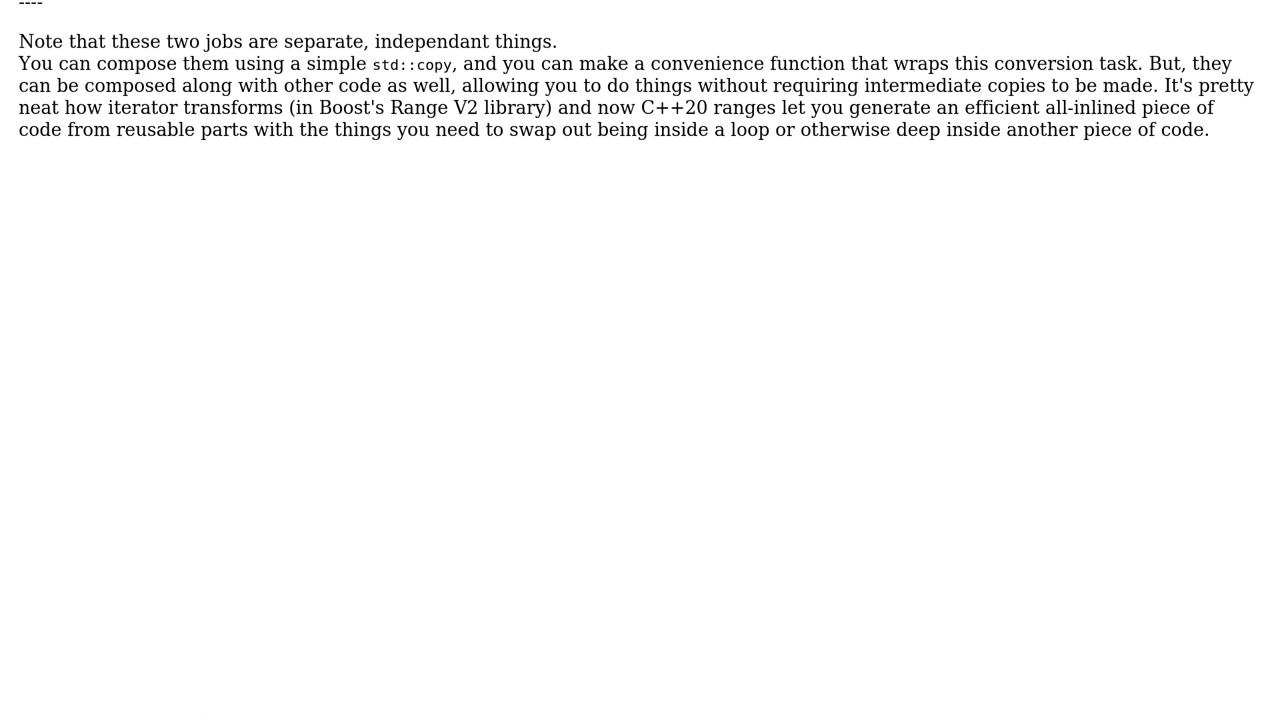 ----
Note that these two jobs are separate, independant things.
You can compose them using a simple std::copy, and you can make a convenience function that wraps this conversion task. But, they
can be composed along with other code as well, allowing you to do things without requiring intermediate copies to be made. It's pretty
neat how iterator transforms (in Boost's Range V2 library) and now C++20 ranges let you generate an efficient all-inlined piece of
code from reusable parts with the things you need to swap out being inside a loop or otherwise deep inside another piece of code.